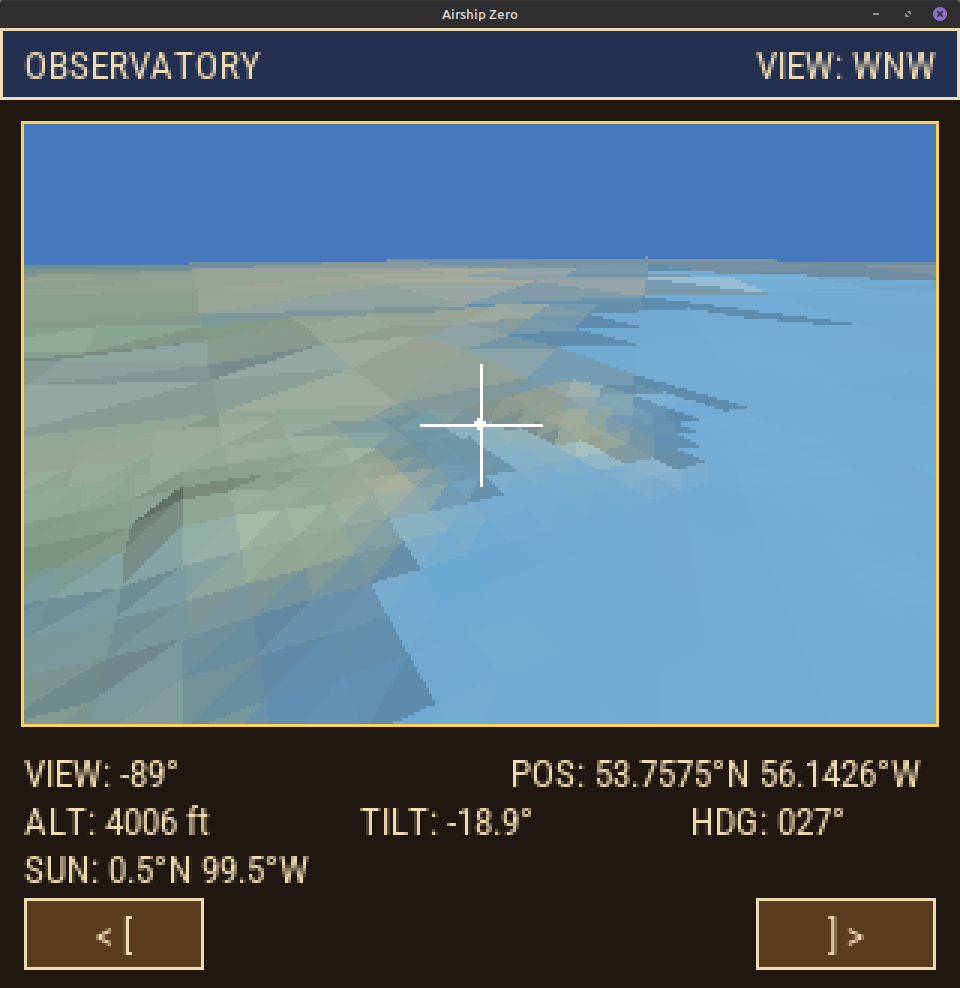 Airship Zero
OBSERVATORY VIEW: WNW
VIEW: -89° POS: 53.7575°N 56.1426°W
ALT: 4006 ft TILT: -18.9° HDG: 027°
SUN: 0.5°N 99.5°W
< [ ] >